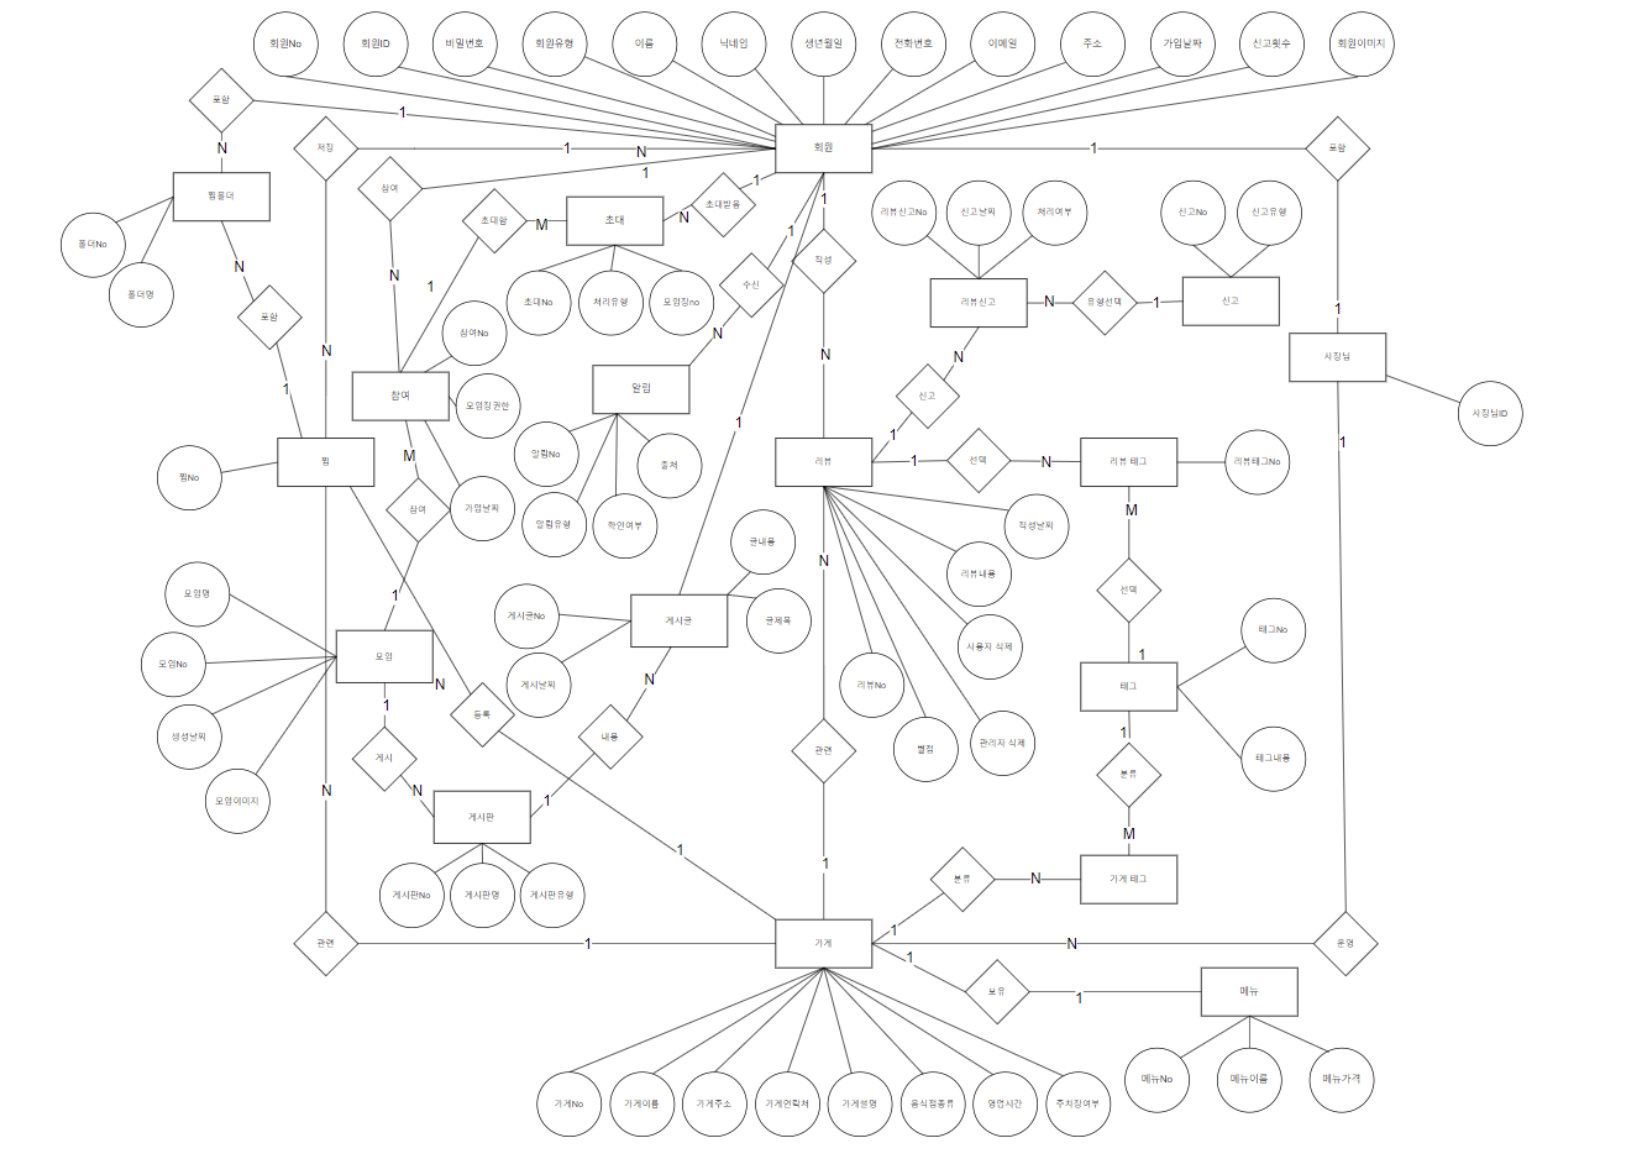 회원No
회원ID
비밀번호
회원유형
이름
닉네임
생년월일
전화번호
이메일
주소
가입날짜
신고횟수
회원이미지
포함
1
N
저장
1
N
1
회원
1
포함
찜폴더
참여
초대함
M
초대
N
초대받음
1
1
1
작성
리뷰신고No
신고날짜
처리여부
신고No
신고유형
폴더No
폴더명
N
포함
1
N
N
1
초대No
처리유형
모임장no
수신
N
리뷰신고
N
유형선택
1
신고
1
사장님
사장님ID
참여No
참여
모임장권한
알림
N
N
신고
1
1
1
찜
찜No
M
참여
가입날짜
알림No
출처
알림유형
확인여부
리뷰
1
선택
N
리뷰 태그
리뷰태그No
M
작성날짜
글내용
N
리뷰내용
선택
모임명
1
게시글No
게시글
글제목
사용자 삭제
1
태그No
모임No
모임
N
게시날짜
N
리뷰No
태그
1
등록
생성날짜
게시
내용
관련
별점
관리자 삭제
1
분류
태그내용
모임이미지
N
N
1
게시판
M
1
1
게시판No
게시판명
게시판유형
분류
N
가게 태그
관련
1
가게
1
N
운영
1
보유
1
메뉴
가게No
가게이름
가게주소
가게연락처
가게설명
음식점종류
영업시간
주차장여부
메뉴No
메뉴이름
메뉴가격